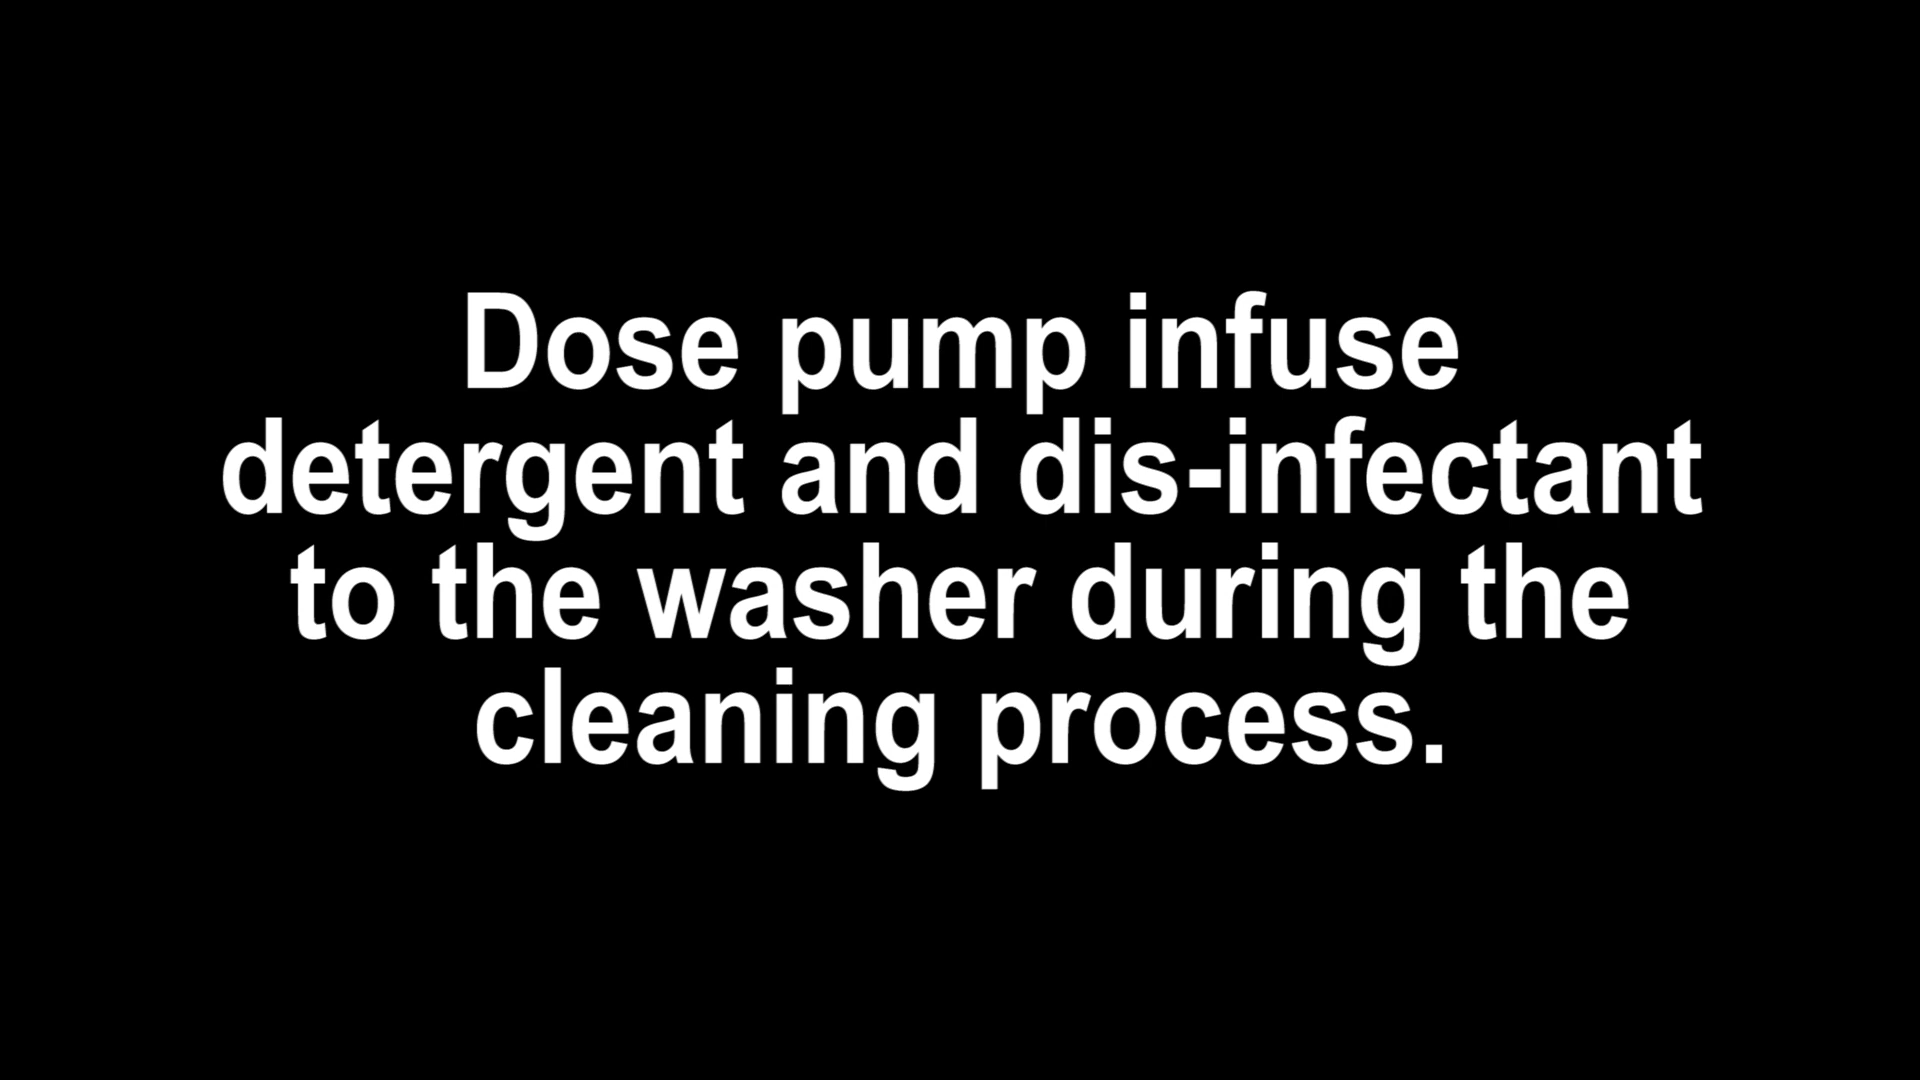 Dose pump infuse
detergent and dis-infectant
to the washer during the
cleaning process.